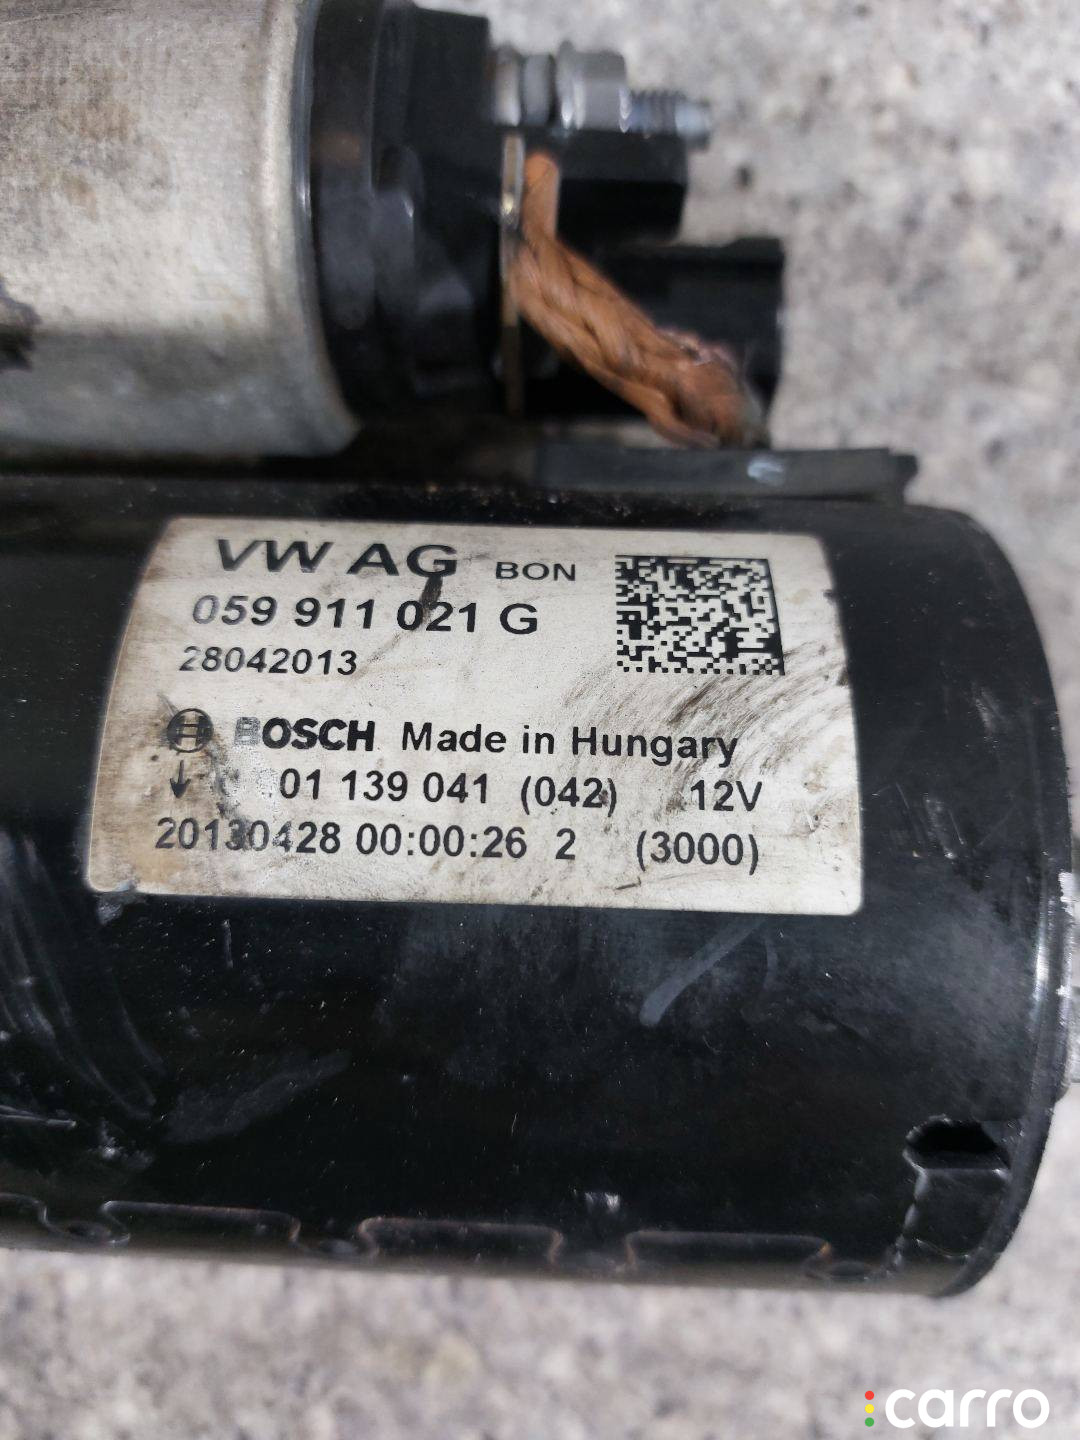 VW AG BON
059 911 021 G
28042013
BOSCH Made in Hungary
01 139 041 (042) 12V
20130428 00:00:26 2 (3000)
carro